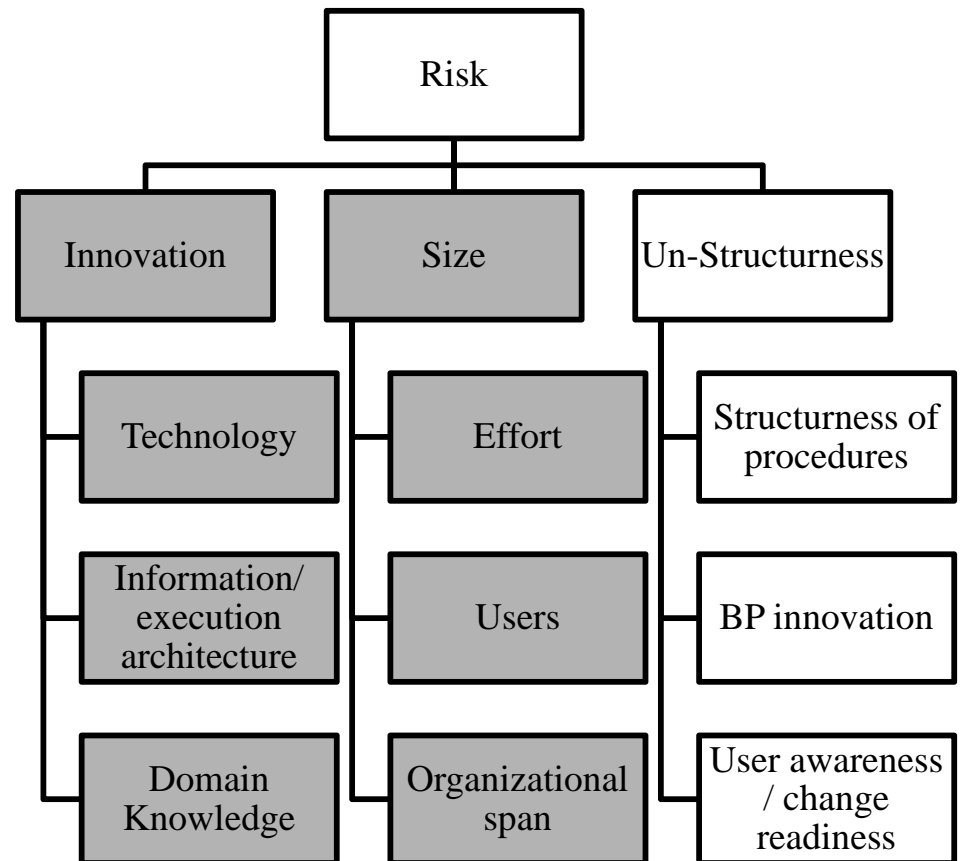 Risk
Innovation
Size
Un-Structurness
Technology
Effort
Structurness of
procedures
Information/
execution
architecture
Users
BP innovation
Domain
Knowledge
Organizational
span
User awareness
/ change
readiness